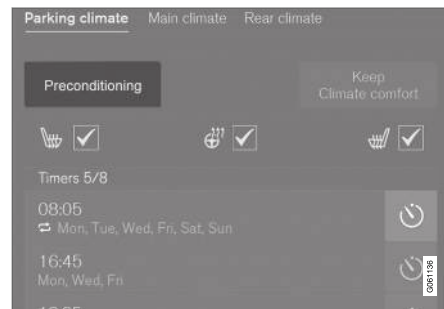 Parking climate Main climate Rear climate
Preconditioning
Keep
Climate comfort
Timers 5/8
08:05
Mon, Tue, Wed, Fri, Sat, Sun
16:45
Mon, Wed, Fri
G061136